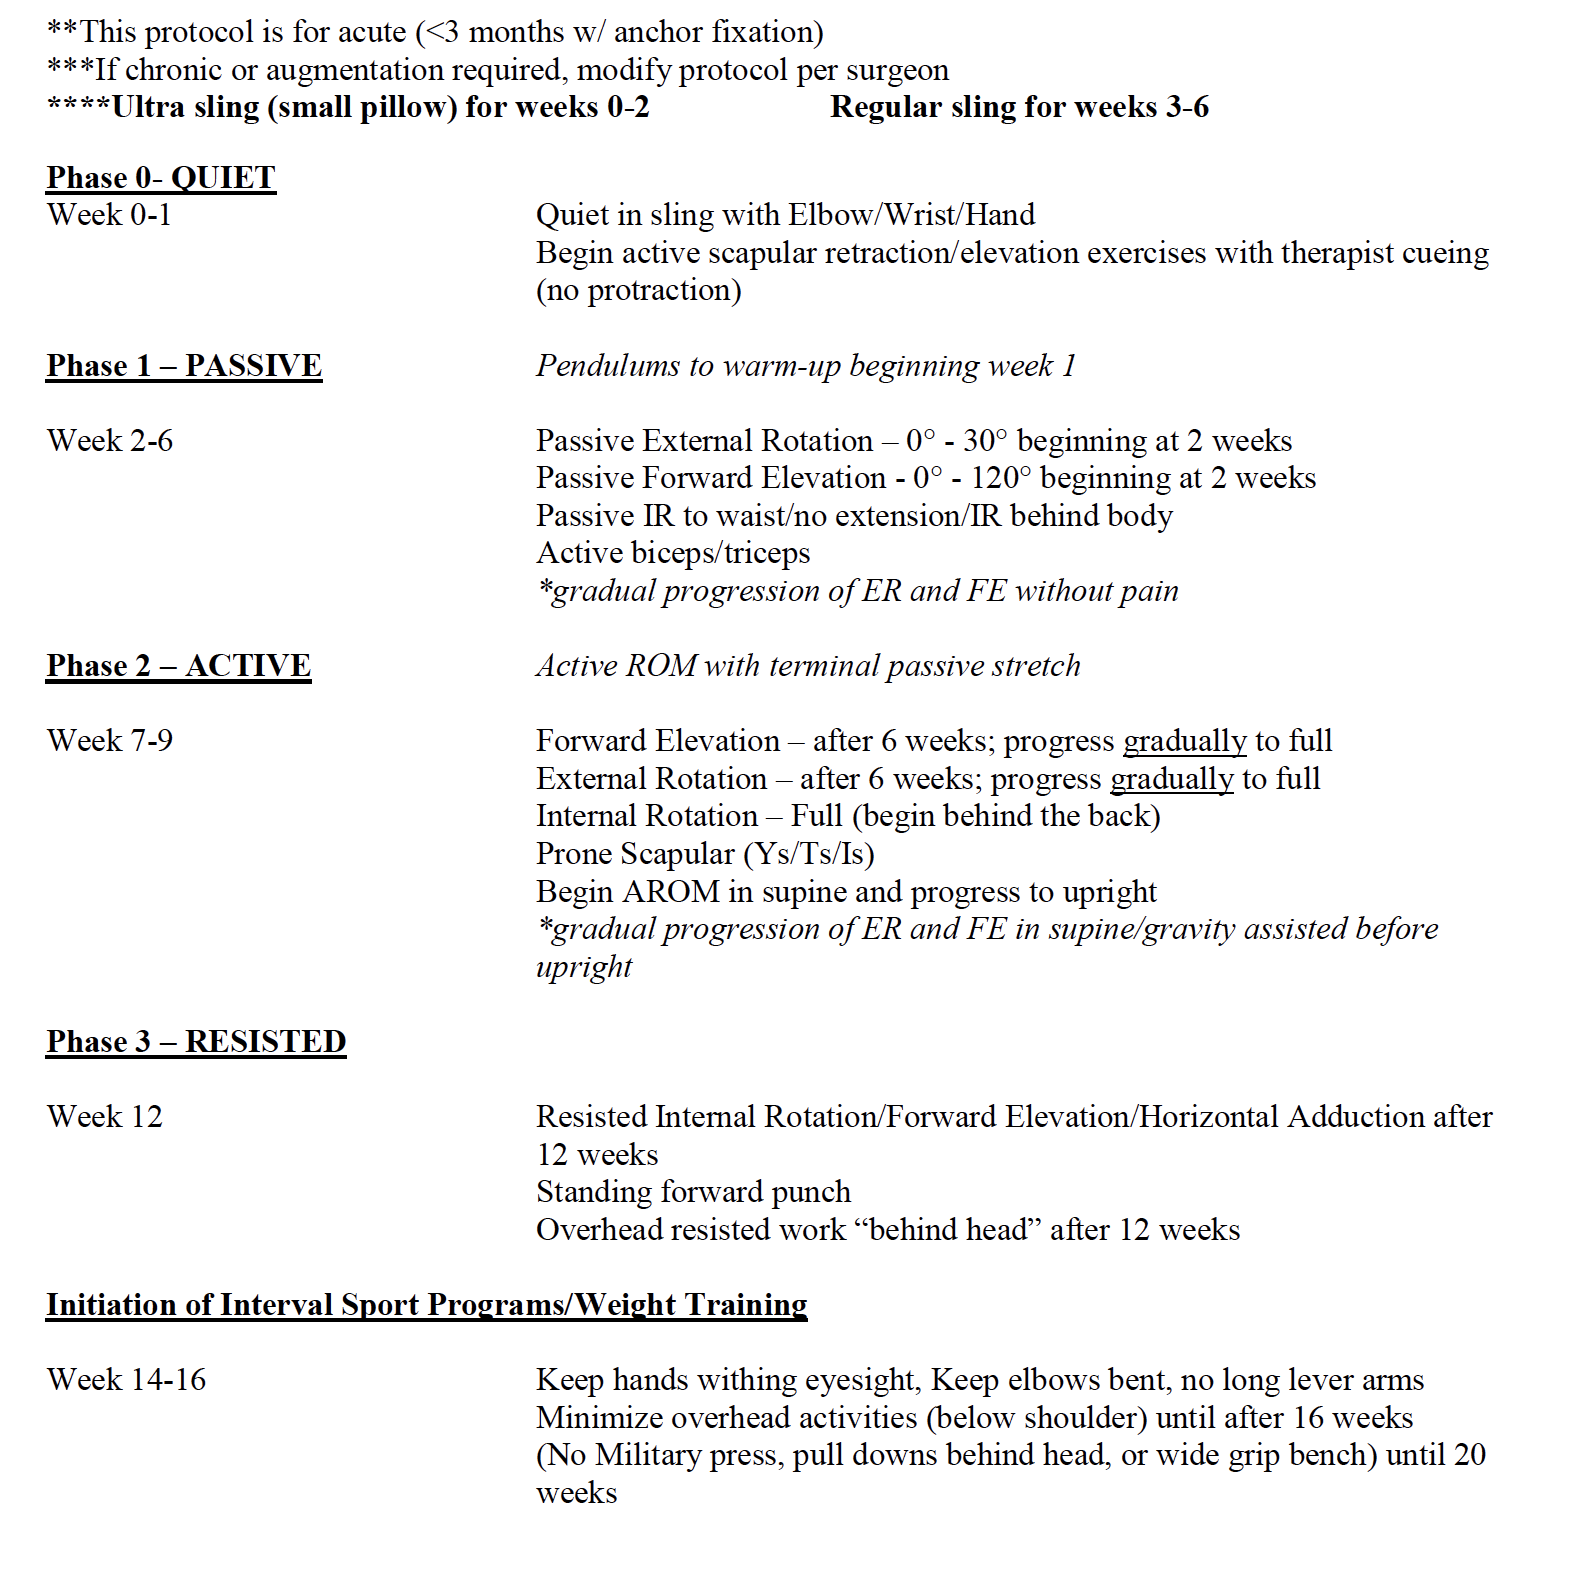 **This protocol is for acute (<3 months w/ anchor fixation)
***If chronic or augmentation required, modify protocol per surgeon
****Ultra sling (small pillow) for weeks 0-2 Regular sling for weeks 3-6
Phase 0- QUIET
Week 0-1 Quiet in sling with Elbow/Wrist/Hand
Begin active scapular retraction/elevation exercises with therapist cueing
(no protraction)
Phase 1 – PASSIVE Pendulums to warm-up beginning week 1
Week 2-6 Passive External Rotation – 0° - 30° beginning at 2 weeks
Passive Forward Elevation - 0° - 120° beginning at 2 weeks
Passive IR to waist/no extension/IR behind body
Active biceps/triceps
*gradual progression of ER and FE without pain
Phase 2 – ACTIVE Active ROM with terminal passive stretch
Week 7-9 Forward Elevation – after 6 weeks; progress gradually to full
External Rotation – after 6 weeks; progress gradually to full
Internal Rotation – Full (begin behind the back)
Prone Scapular (Ys/Ts/Is)
Begin AROM in supine and progress to upright
*gradual progression of ER and FE in supine/gravity assisted before
upright
Phase 3 – RESISTED
Week 12 Resisted Internal Rotation/Forward Elevation/Horizontal Adduction after
12 weeks
Standing forward punch
Overhead resisted work “behind head” after 12 weeks
Initiation of Interval Sport Programs/Weight Training
Week 14-16 Keep hands withing eyesight, Keep elbows bent, no long lever arms
Minimize overhead activities (below shoulder) until after 16 weeks
(No Military press, pull downs behind head, or wide grip bench) until 20
weeks